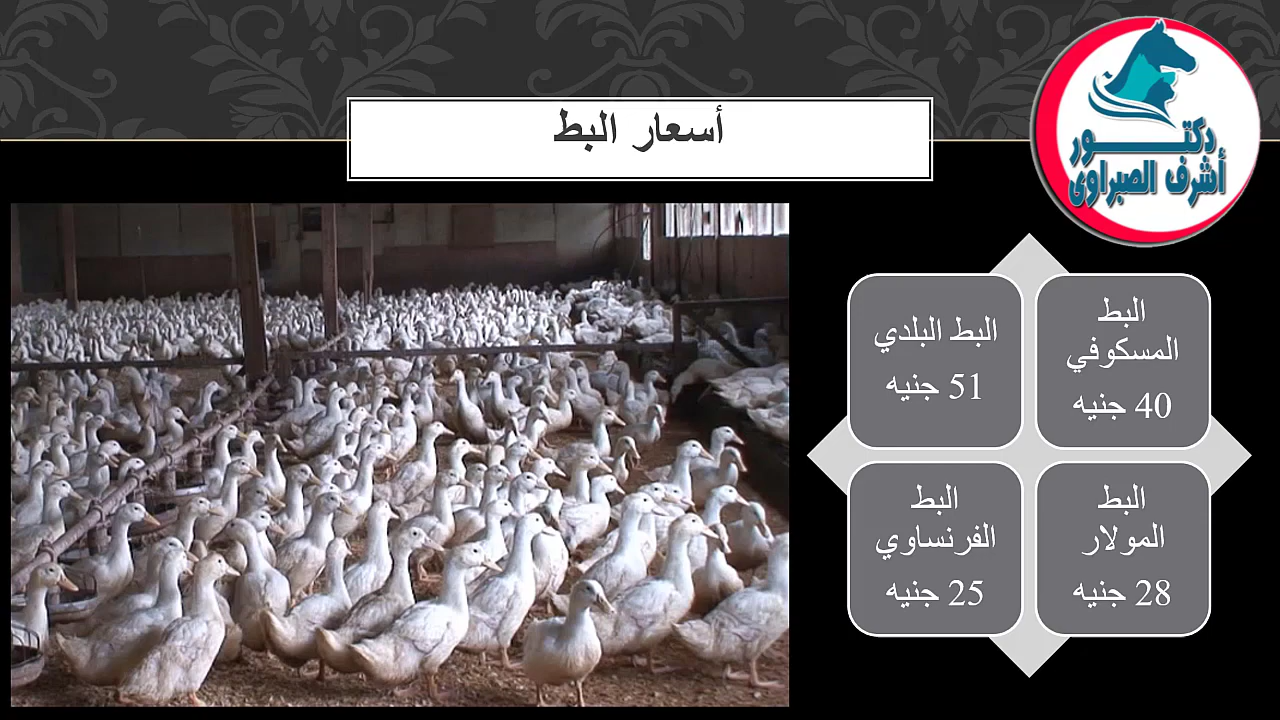 أسعار البط
دكتـــور
أشرف الصبراوى
البط
المسكوفي
40 جنيه
البط البلدي
51 جنيه
البط
المولار
28 جنيه
البط
الفرنساوي
25 جنيه